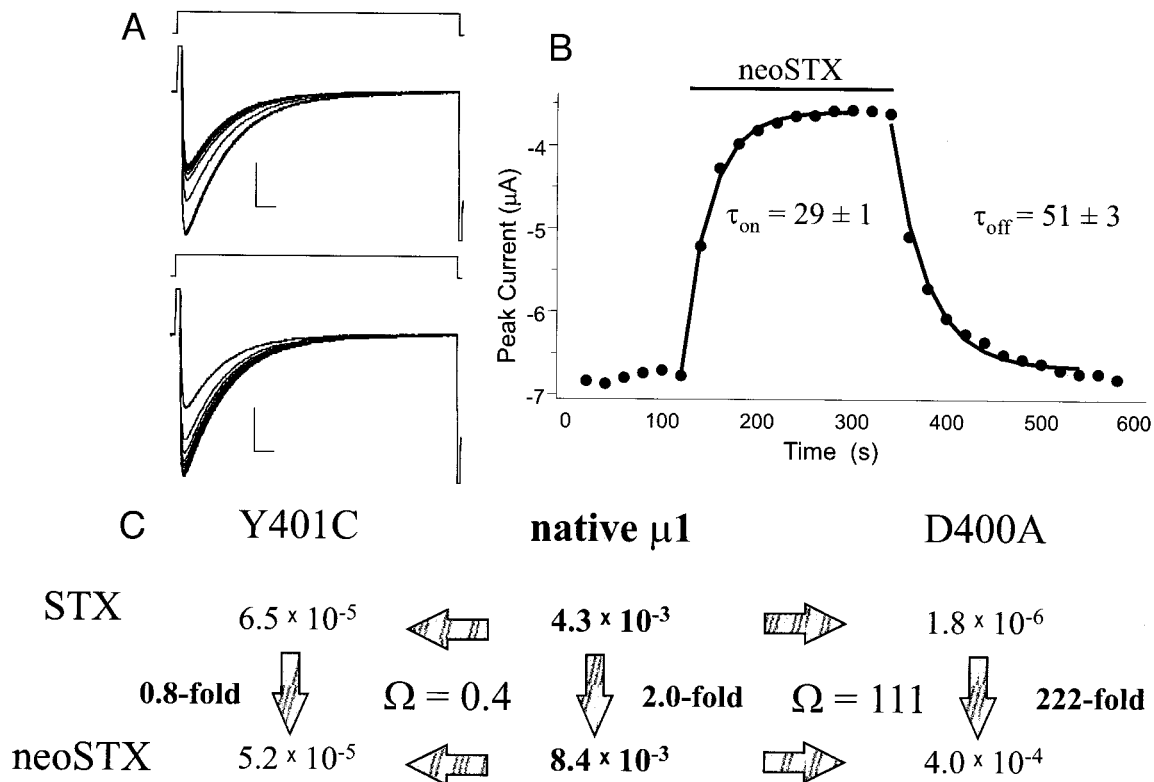 A
B
neoSTX
-4
-5
-6
-7
Peak Current (μA)
τon = 29 ± 1
τoff = 51 ± 3
0
100
200
300
400
500
600
Time (s)
C
Y401C
native μ1
D400A
STX
6.5 × 10⁻⁵
4.3 × 10⁻³
1.8 × 10⁻⁶
0.8-fold
Ω = 0.4
2.0-fold
Ω = 111
222-fold
neoSTX
5.2 × 10⁻⁵
8.4 × 10⁻³
4.0 × 10⁻⁴